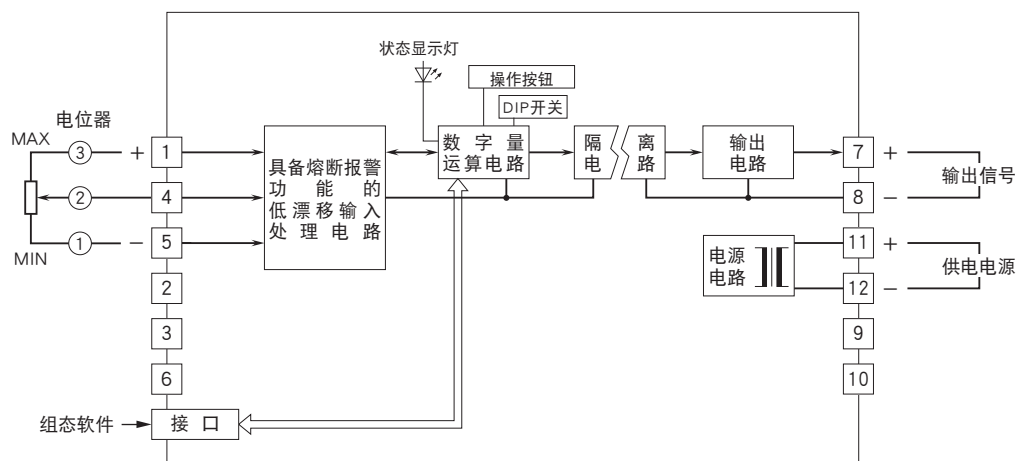 状态显示灯
操作按钮
DIP开关
电位器
MAX
③
+
1
②
4
①
−
5
MIN
2
3
6
具备熔断报警
功能的
低漂移输入
处理电路
数字量
运算电路
隔离
电路
输出
电路
7
+
8
−
输出信号
电源
电路
11
+
12
−
供电电源
9
10
组态软件
接口